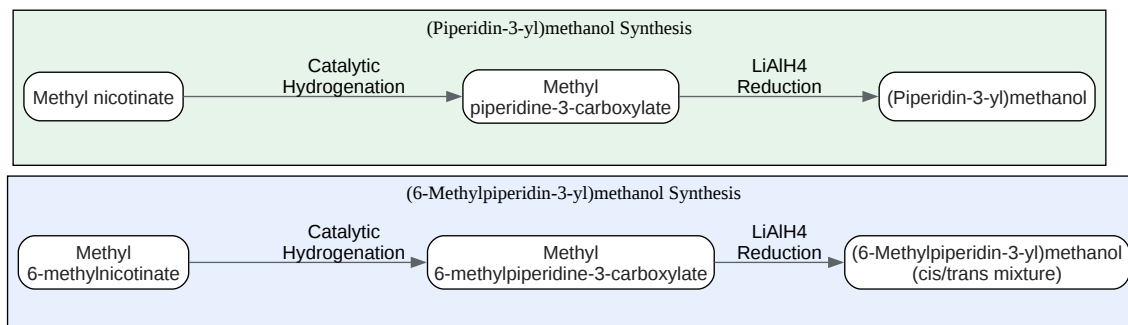 (Piperidin-3-yl)methanol Synthesis
Methyl nicotinate
Catalytic
Hydrogenation
Methyl
piperidine-3-carboxylate
LiAlH4
Reduction
(Piperidin-3-yl)methanol
(6-Methylpiperidin-3-yl)methanol Synthesis
Methyl
6-methylnicotinate
Catalytic
Hydrogenation
Methyl
6-methylpiperidine-3-carboxylate
LiAlH4
Reduction
(6-Methylpiperidin-3-yl)methanol
(cis/trans mixture)